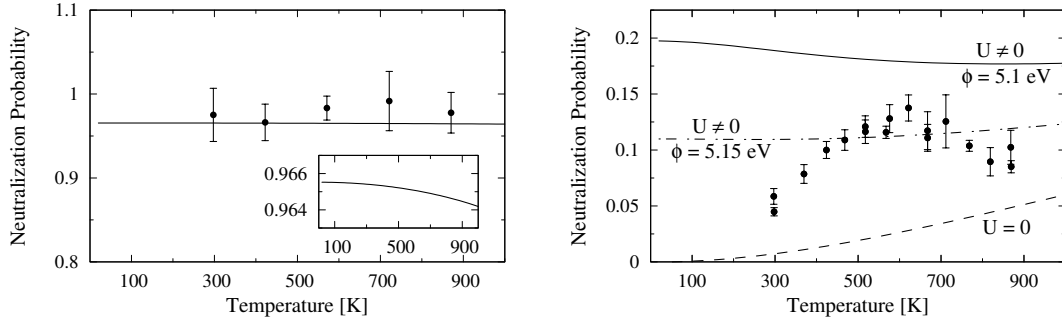 Neutralization Probability
1.1
1
0.9
0.8
0.966
0.964
100 500 900
100 300 500 700 900
Temperature [K]
Neutralization Probability
0.2
0.15
0.1
0.05
0
U ≠ 0
ϕ = 5.1 eV
U ≠ 0
ϕ = 5.15 eV
U = 0
100 300 500 700 900
Temperature [K]